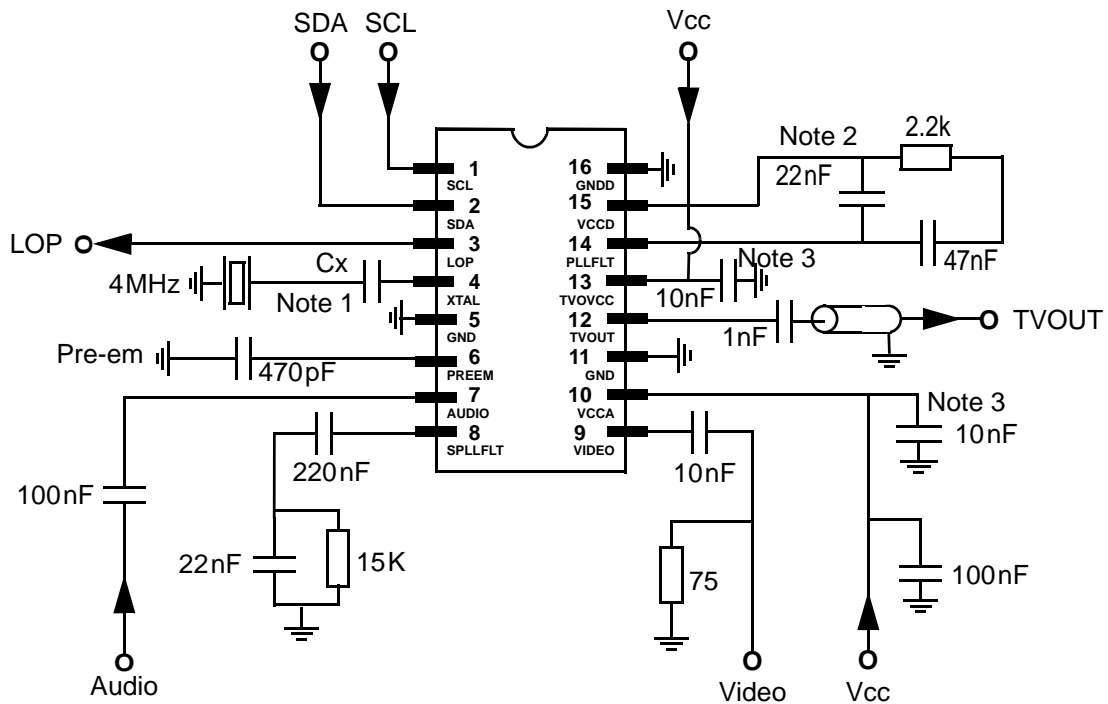 SDA SCL
Vcc
Note 2
2.2k
22nF
47nF
1
SCL
2
SDA
3
LOP
4
XTAL
5
GND
6
PREEM
7
AUDIO
8
SPLLFLT
16
GNDD
15
VCCD
14
PLLFLT
13
TVOVCC
12
TVOUT
11
GND
10
VCCA
9
VIDEO
LOP
4MHz
Cx
Note 1
Pre-em
470pF
Note 3
10nF
1nF
TVOUT
Note 3
10nF
220nF
10nF
100nF
22nF
15K
75
100nF
Audio
Video
Vcc